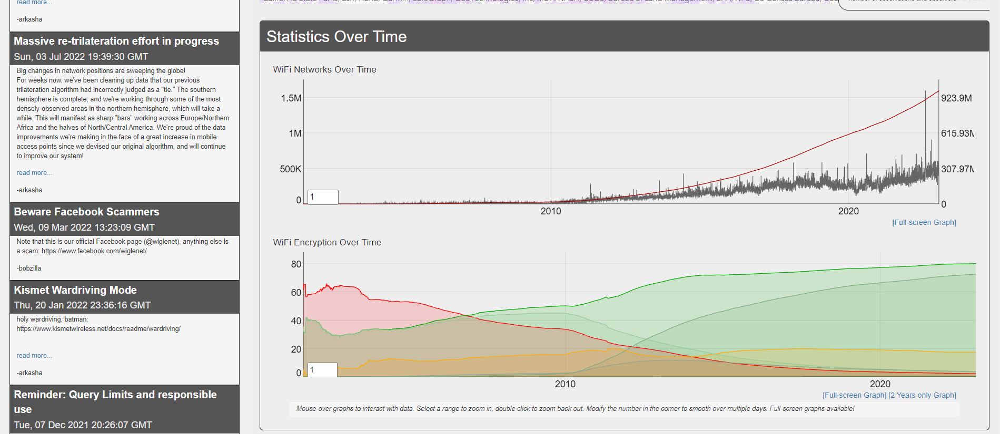 read more...
-arkasha
Massive re-trilateration effort in progress
Sun, 03 Jul 2022 19:39:30 GMT
Big changes in network positions are sweeping the globe!
For weeks now, we've been cleaning up data that our previous
trilateration algorithm had incorrectly judged as a "tie." The southern
hemisphere is complete, and we're working through some of the most
densely-observed areas in the northern hemisphere, which will take a
while. This will manifest as sharp "bars" working across Europe/Northern
Africa and the halves of North/Central America. We're proud of the data
improvements we're making in the face of a great increase in mobile
access points since we devised our original algorithm, and will continue
to improve our system!
read more...
-arkasha
Beware Facebook Scammers
Wed, 09 Mar 2022 13:23:09 GMT
Note that this is our official Facebook page (@wiglenet), anything else is
a scam: https://www.facebook.com/wiglenet/
-bobzilla
Kismet Wardriving Mode
Thu, 20 Jan 2022 23:36:16 GMT
holy wardriving, batman:
https://www.kismetwireless.net/docs/readme/wardriving/
read more...
-arkasha
Reminder: Query Limits and responsible
use
Tue, 07 Dec 2021 20:26:07 GMT
Statistics Over Time
WiFi Networks Over Time
1.5M
1M
500K
0
1
923.9M
615.93M
307.97M
0
2010
2020
[Full-screen Graph]
WiFi Encryption Over Time
80
60
40
20
0
1
2010
2020
[Full-screen Graph] [2 Years only Graph]
Mouse-over graphs to interact with data. Select a range to zoom in, double click to zoom back out. Modify the number in the corner to smooth over multiple days. Full-screen graphs available!